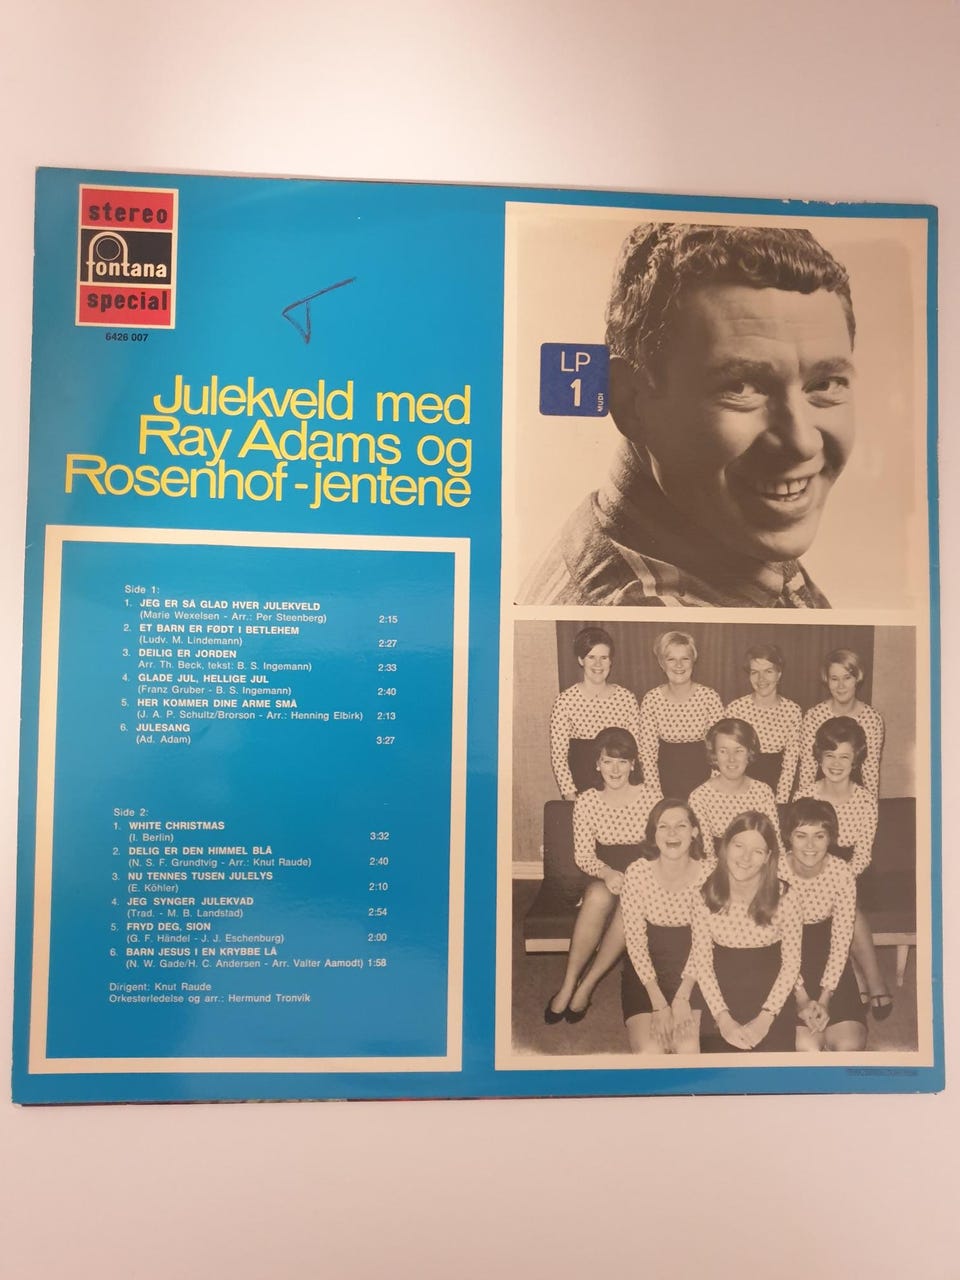 stereo
fontana
special
6426 007
LP
1
MUDI
Julekveld med
Ray Adams og
Rosenhof-jentene
Side 1:
1. JEG ER SÅ GLAD HVER JULEKVELD
(Marie Wexelsen - Arr.: Per Steenberg) 2:15
2. ET BARN ER FØDT I BETLEHEM
(Ludv. M. Lindemann) 2:27
3. DEILIG ER JORDEN
Arr. Th. Beck, tekst: B. S. Ingemann) 2:33
4. GLADE JUL, HELLIGE JUL
(Franz Gruber - B. S. Ingemann) 2:40
5. HER KOMMER DINE ARME SMÅ
(J. A. P. Schultz/Brorson - Arr.: Henning Elbirk) 2:13
6. JULESANG
(Ad. Adam) 3:27
Side 2:
1. WHITE CHRISTMAS
(I. Berlin) 3:32
2. DELIG ER DEN HIMMEL BLÅ
(N. S. F. Grundtvig - Arr.: Knut Raude) 2:40
3. NU TENNES TUSEN JULELYS
(E. Köhler) 2:10
4. JEG SYNGER JULEKVAD
(Trad. - M. B. Landstad) 2:54
5. FRYD DEG, SION
(G. F. Händel - J. J. Eschenburg) 2:00
6. BARN JESUS I EN KRYBBE LÅ
(N. W. Gade/H. C. Andersen - Arr. Valter Aamodt) 1:58
Dirigent: Knut Raude
Orkesterledelse og arr.: Hermund Tronvik